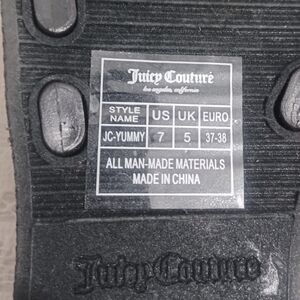 Juicy Couture
los angeles, california
STYLE NAME US UK EURO
JC-YUMMY 7 5 37-38
ALL MAN-MADE MATERIALS
MADE IN CHINA
Juicy Couture